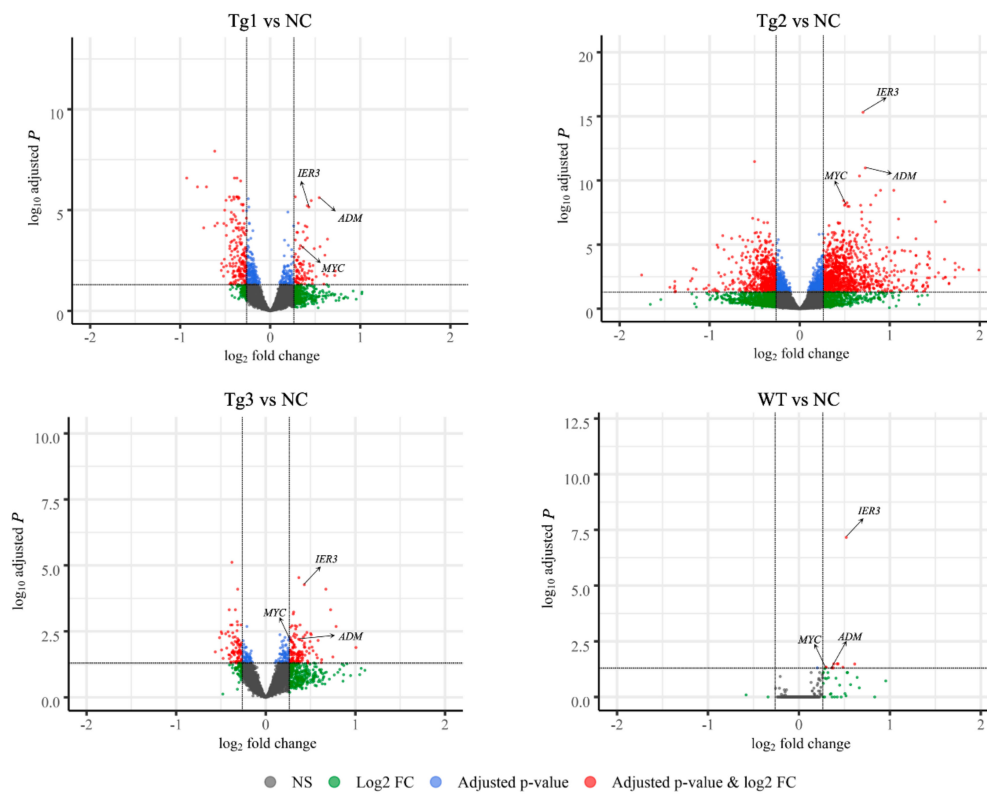 Tg1 vs NC
Tg2 vs NC
log10 adjusted P
10
5
0
IER3
ADM
MYC
-2
-1
0
1
2
log2 fold change
log10 adjusted P
20
15
10
5
0
IER3
MYC
ADM
-2
-1
0
1
2
log2 fold change
Tg3 vs NC
WT vs NC
log10 adjusted P
10.0
7.5
5.0
2.5
0.0
IER3
MYC
ADM
-2
-1
0
1
2
log2 fold change
log10 adjusted P
12.5
10.0
7.5
5.0
2.5
0.0
IER3
MYC
ADM
-2
-1
0
1
2
log2 fold change
NS Log2 FC Adjusted p-value Adjusted p-value & log2 FC